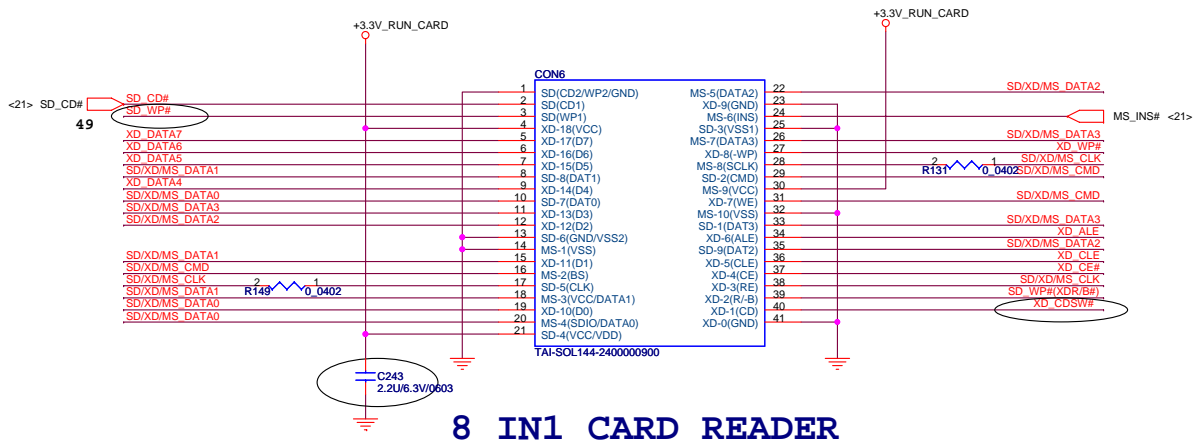 +3.3V_RUN_CARD
+3.3V_RUN_CARD
CON6
<21> SD_CD#
SD_CD# 1 SD(CD2/WP2/GND) MS-5(DATA2) 22 SD/XD/MS_DATA2
2 SD(CD1) XD-9(GND) 23
SD_WP# 3 SD(WP1) MS-6(INS) 24 MS_INS# <21>
49
4 XD-18(VCC) SD-3(VSS1) 25
XD_DATA7 5 XD-17(D7) MS-7(DATA3) 26 SD/XD/MS_DATA3
XD_DATA6 6 XD-16(D6) XD-8(-WP) 27 XD_WP#
XD_DATA5 7 XD-15(D5) MS-8(SCLK) 28 2 R131 1 0_0402 SD/XD/MS_CLK
SD/XD/MS_DATA1 8 SD-8(DAT1) SD-2(CMD) 29 SD/XD/MS_CMD
XD_DATA4 9 XD-14(D4) MS-9(VCC) 30
SD/XD/MS_DATA0 10 SD-7(DAT0) XD-7(WE) 31 SD/XD/MS_CMD
SD/XD/MS_DATA3 11 XD-13(D3) MS-10(VSS) 32
SD/XD/MS_DATA2 12 XD-12(D2) SD-1(DAT3) 33 SD/XD/MS_DATA3
13 SD-6(GND/VSS2) XD-6(ALE) 34 XD_ALE
14 MS-1(VSS) SD-9(DAT2) 35 SD/XD/MS_DATA2
SD/XD/MS_DATA1 15 XD-11(D1) XD-5(CLE) 36 XD_CLE
SD/XD/MS_CMD 16 MS-2(BS) XD-4(CE) 37 XD_CE#
SD/XD/MS_CLK R149 2 1 0_0402 17 SD-5(CLK) XD-3(RE) 38 SD/XD/MS_CLK
SD/XD/MS_DATA1 18 MS-3(VCC/DATA1) XD-2(R/-B) 39 SD_WP#(XDR/B#)
SD/XD/MS_DATA0 19 XD-10(D0) XD-1(CD) 40 XD_CDSW#
SD/XD/MS_DATA0 20 MS-4(SDIO/DATA0) XD-0(GND) 41
21 SD-4(VCC/VDD)
TAI-SOL144-2400000900
C243
2.2U/6.3V/0603
8 IN1 CARD READER